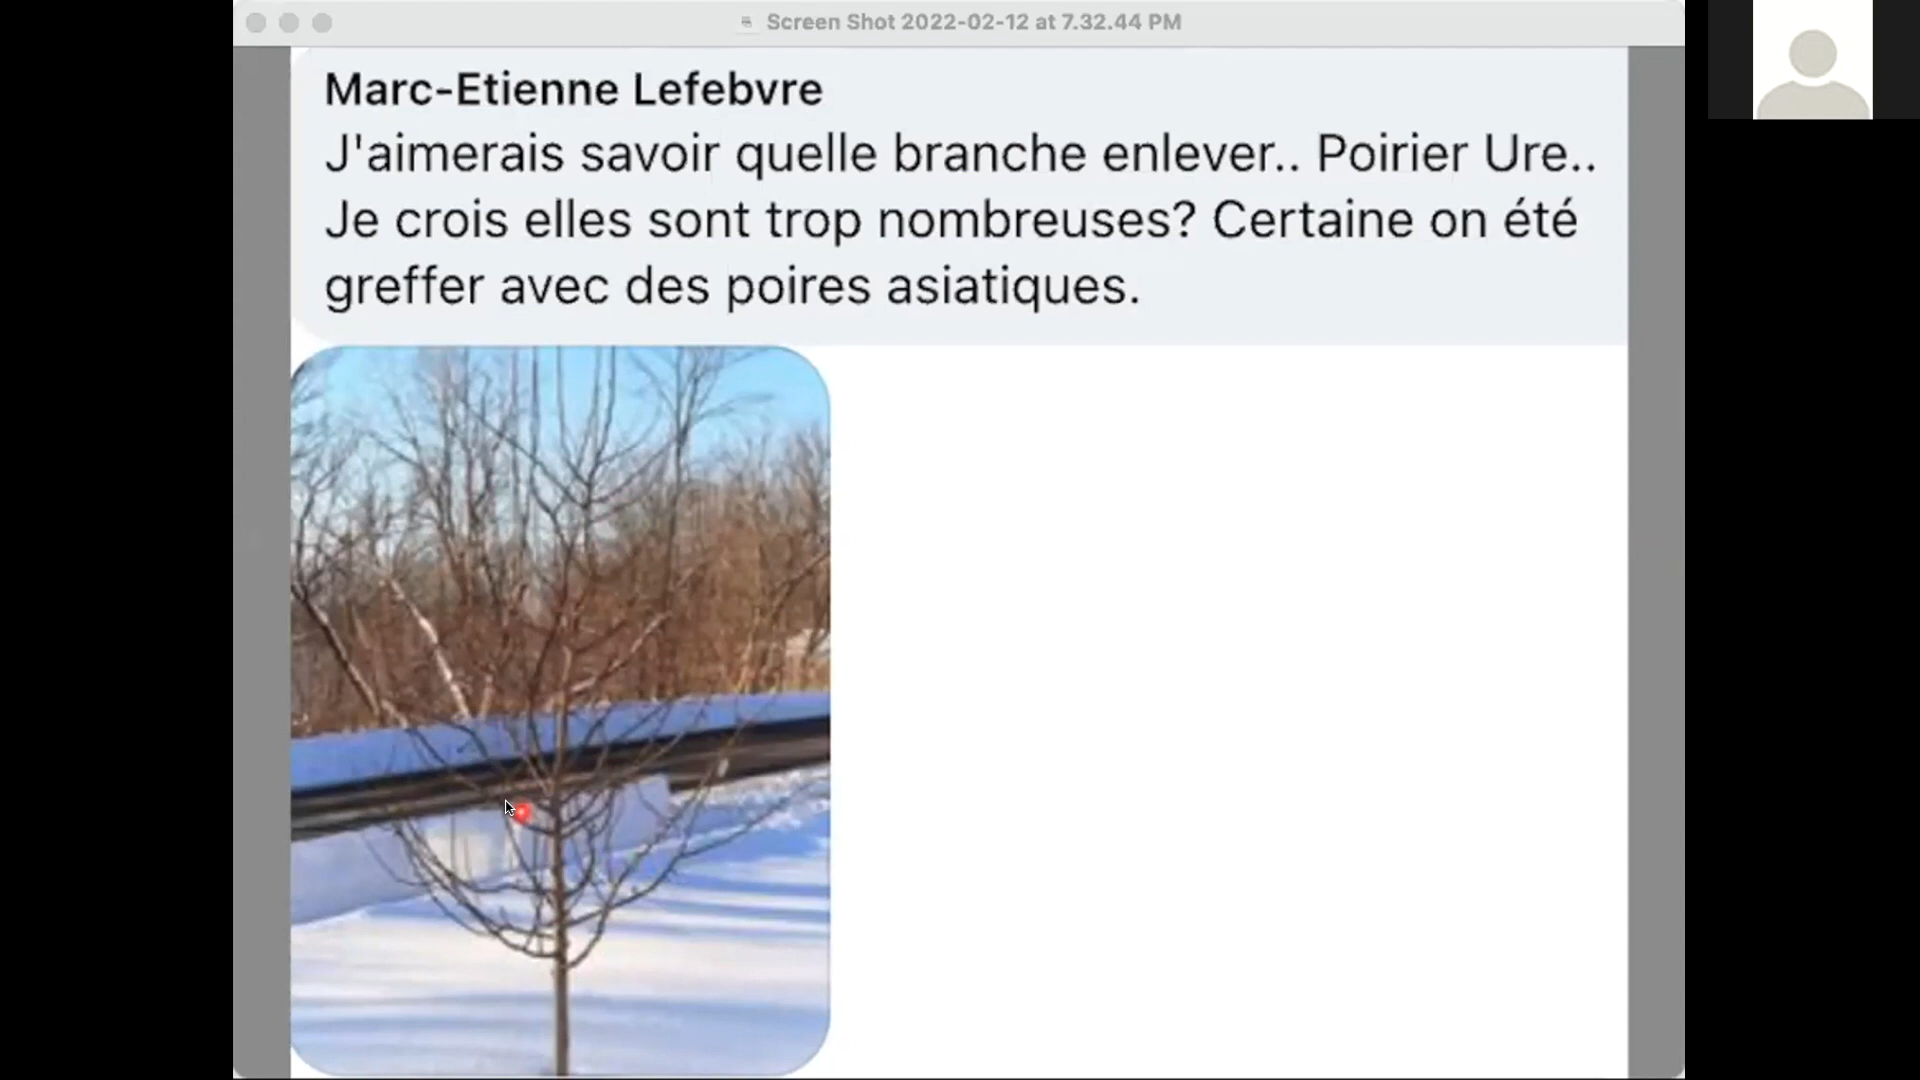 Screen Shot 2022-02-12 at 7.32.44 PM
Marc-Etienne Lefebvre
J'aimerais savoir quelle branche enlever.. Poirier Ure..
Je crois elles sont trop nombreuses? Certaine on été
greffer avec des poires asiatiques.